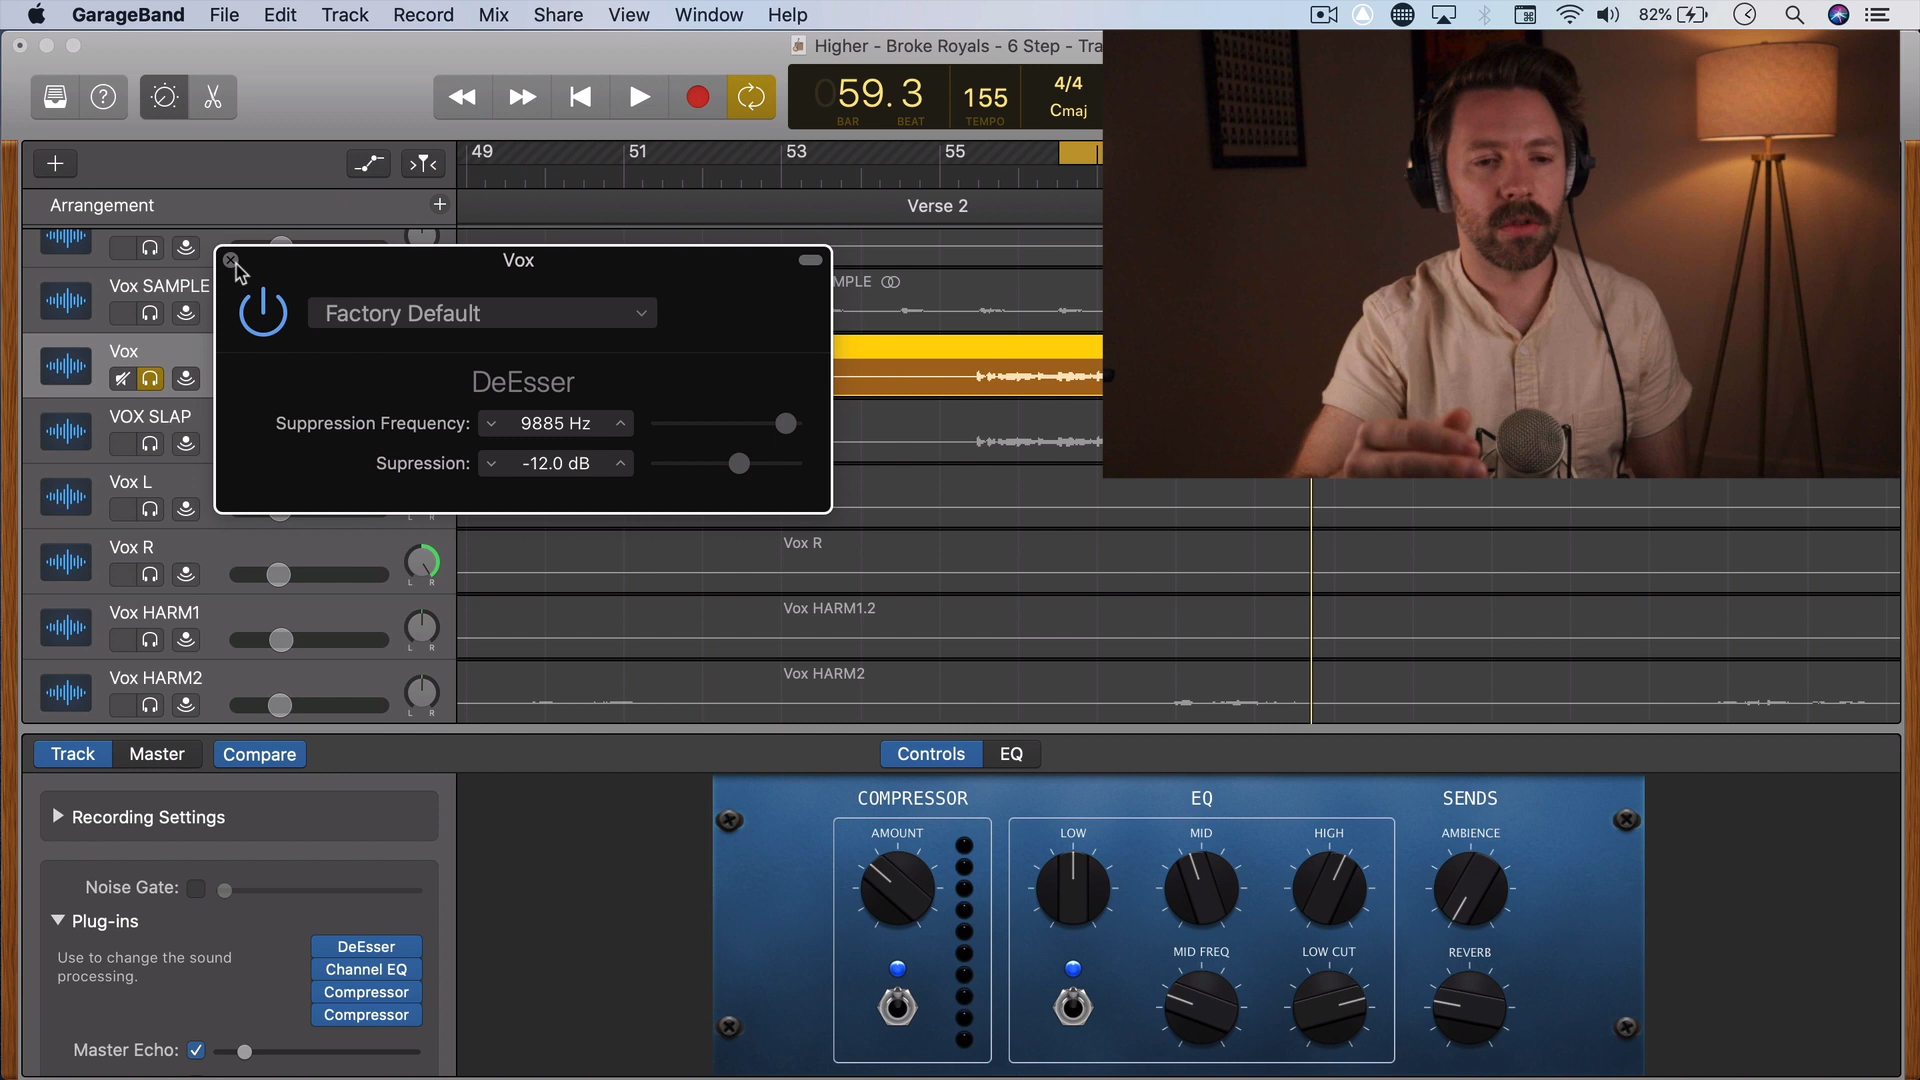 GarageBand File Edit Track Record Mix Share View Window Help 82%
Higher - Broke Royals - 6 Step - Tra
059.3 155 4/4 Cmaj
BAR BEAT TEMPO
49 51 53 55
Arrangement
Verse 2
Vox SAMPLE
MPLE
Vox
VOX SLAP
Vox L
Vox
Factory Default
DeEsser
Suppression Frequency: 9885 Hz
Supression: -12.0 dB
L R
Vox R
L R
Vox R
Vox HARM1
L R
Vox HARM1.2
Vox HARM2
L R
Vox HARM2
Track Master Compare
Controls EQ
Recording Settings
Noise Gate:
Plug-ins
Use to change the sound
processing.
DeEsser
Channel EQ
Compressor
Compressor
Master Echo:
COMPRESSOR EQ SENDS
AMOUNT LOW MID HIGH AMBIENCE
MID FREQ LOW CUT REVERB